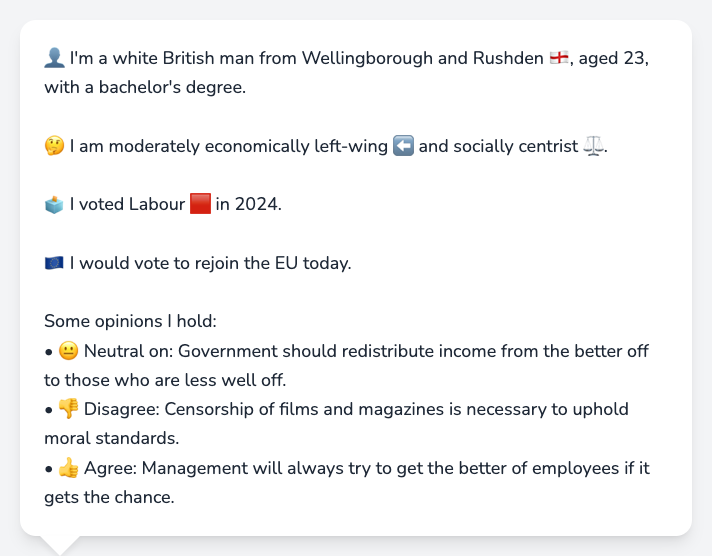 👤 I'm a white British man from Wellingborough and Rushden 🏴󠁧󠁢󠁥󠁮󠁧󠁿, aged 23,
with a bachelor's degree.
🤔 I am moderately economically left-wing ⬅️ and socially centrist ⚖️.
🗳️ I voted Labour 🟥 in 2024.
🇪🇺 I would vote to rejoin the EU today.
Some opinions I hold:
• 😐 Neutral on: Government should redistribute income from the better off
to those who are less well off.
• 👎 Disagree: Censorship of films and magazines is necessary to uphold
moral standards.
• 👍 Agree: Management will always try to get the better of employees if it
gets the chance.